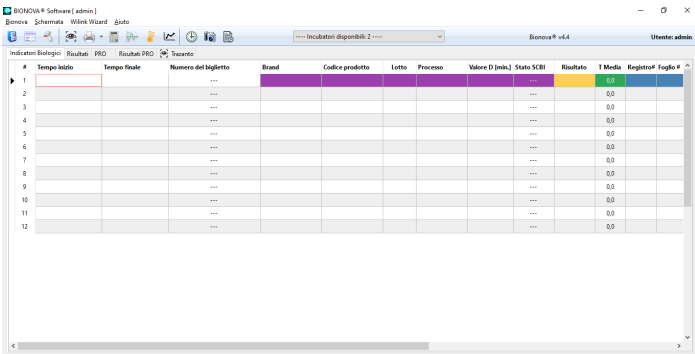 BIONOVA® Software [ admin ]
Bionova Schermata Wilink Wizard Aiuto
---- Incubatori disponibili: 2 ---- Bionova® v4.4 Utente: admin
Indicatori Biologici Risultati PRO Risultati PRO Trazanto
# Tempo inizio Tempo finale Numero del biglietto Brand Codice prodotto Lotto Processo Valore D (min.) Stato SCBI Risultato T Media Registro# Foglio #
1 --- --- 0,0
2 --- --- 0,0
3 --- --- 0,0
4 --- --- 0,0
5 --- --- 0,0
6 --- --- 0,0
7 --- --- 0,0
8 --- --- 0,0
9 --- --- 0,0
10 --- --- 0,0
11 --- --- 0,0
12 --- --- 0,0